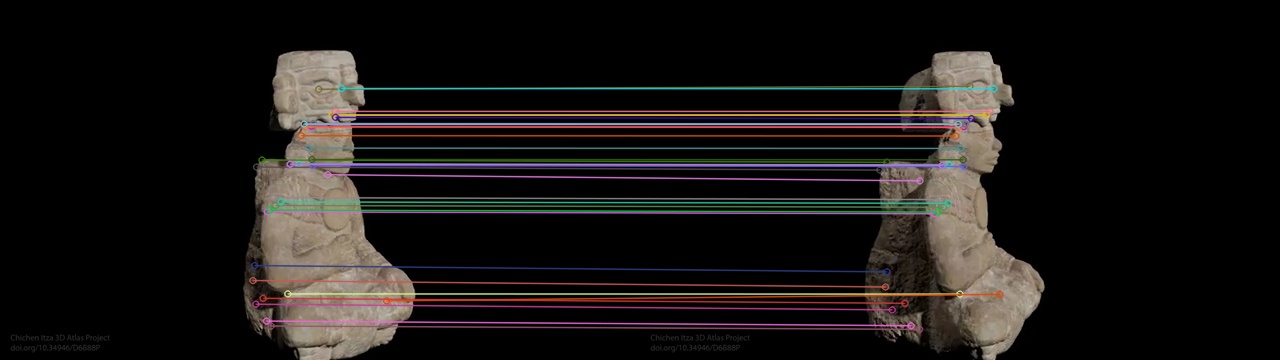 Chichen Itza 3D Atlas Project
doi.org/10.34946/D6B88P
Chichen Itza 3D Atlas Project
doi.org/10.34946/D6B88P